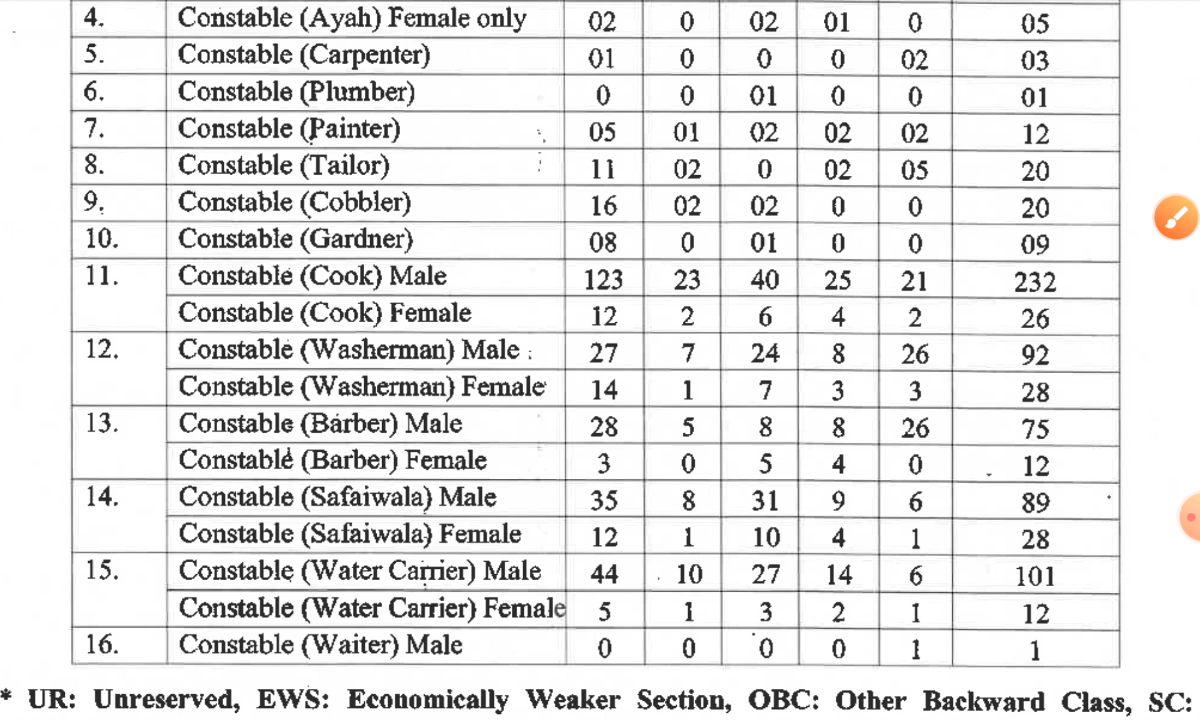 4. Constable (Ayah) Female only 02 0 02 01 0 05
5. Constable (Carpenter) 01 0 0 0 02 03
6. Constable (Plumber) 0 0 01 0 0 01
7. Constable (Painter) 05 01 02 02 02 12
8. Constable (Tailor) 11 02 0 02 05 20
9. Constable (Cobbler) 16 02 02 0 0 20
10. Constable (Gardner) 08 0 01 0 0 09
11. Constable (Cook) Male 123 23 40 25 21 232
Constable (Cook) Female 12 2 6 4 2 26
12. Constable (Washerman) Male 27 7 24 8 26 92
Constable (Washerman) Female 14 1 7 3 3 28
13. Constable (Barber) Male 28 5 8 8 26 75
Constable (Barber) Female 3 0 5 4 0 12
14. Constable (Safaiwala) Male 35 8 31 9 6 89
Constable (Safaiwala) Female 12 1 10 4 1 28
15. Constable (Water Carrier) Male 44 10 27 14 6 101
Constable (Water Carrier) Female 5 1 3 2 1 12
16. Constable (Waiter) Male 0 0 0 0 1 1
* UR: Unreserved, EWS: Economically Weaker Section, OBC: Other Backward Class, SC: